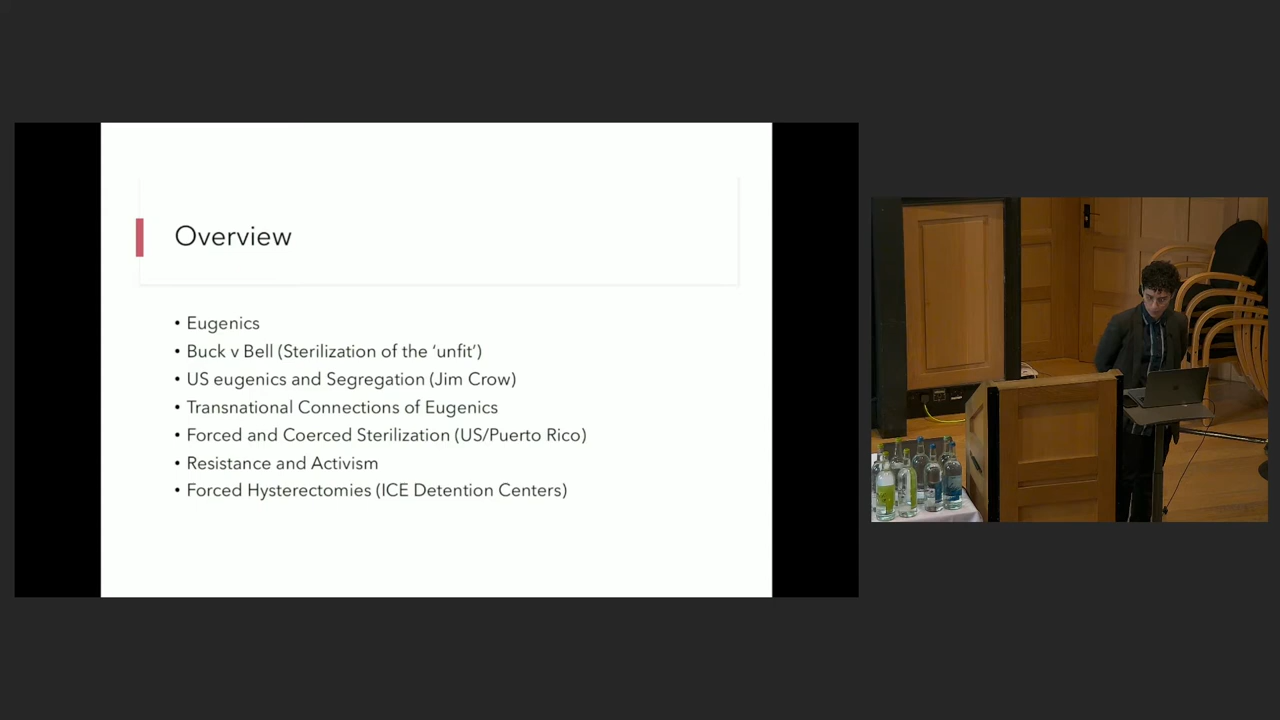 Overview
• Eugenics
• Buck v Bell (Sterilization of the ‘unfit’)
• US eugenics and Segregation (Jim Crow)
• Transnational Connections of Eugenics
• Forced and Coerced Sterilization (US/Puerto Rico)
• Resistance and Activism
• Forced Hysterectomies (ICE Detention Centers)